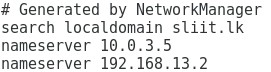 # Generated by NetworkManager
search localdomain sliit.lk
nameserver 10.0.3.5
nameserver 192.168.13.2